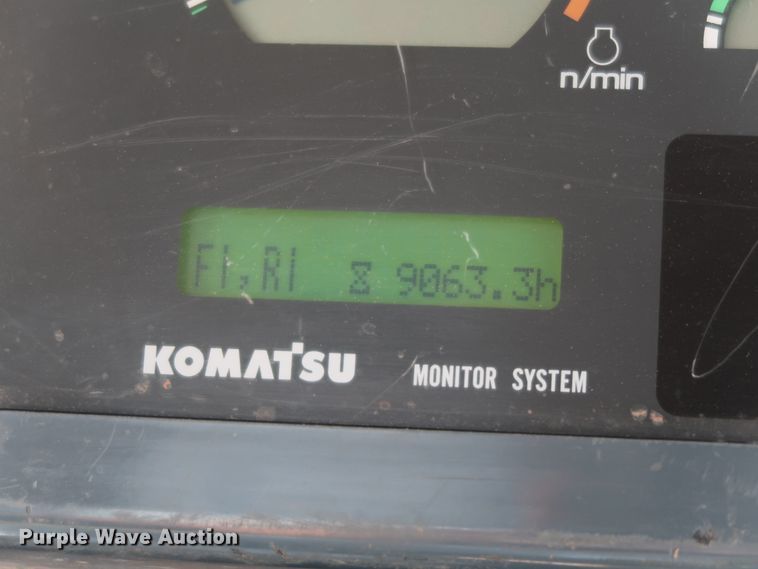 n/min
F1,R1 ⧗ 9063.3h
KOMATSU MONITOR SYSTEM
Purple Wave Auction